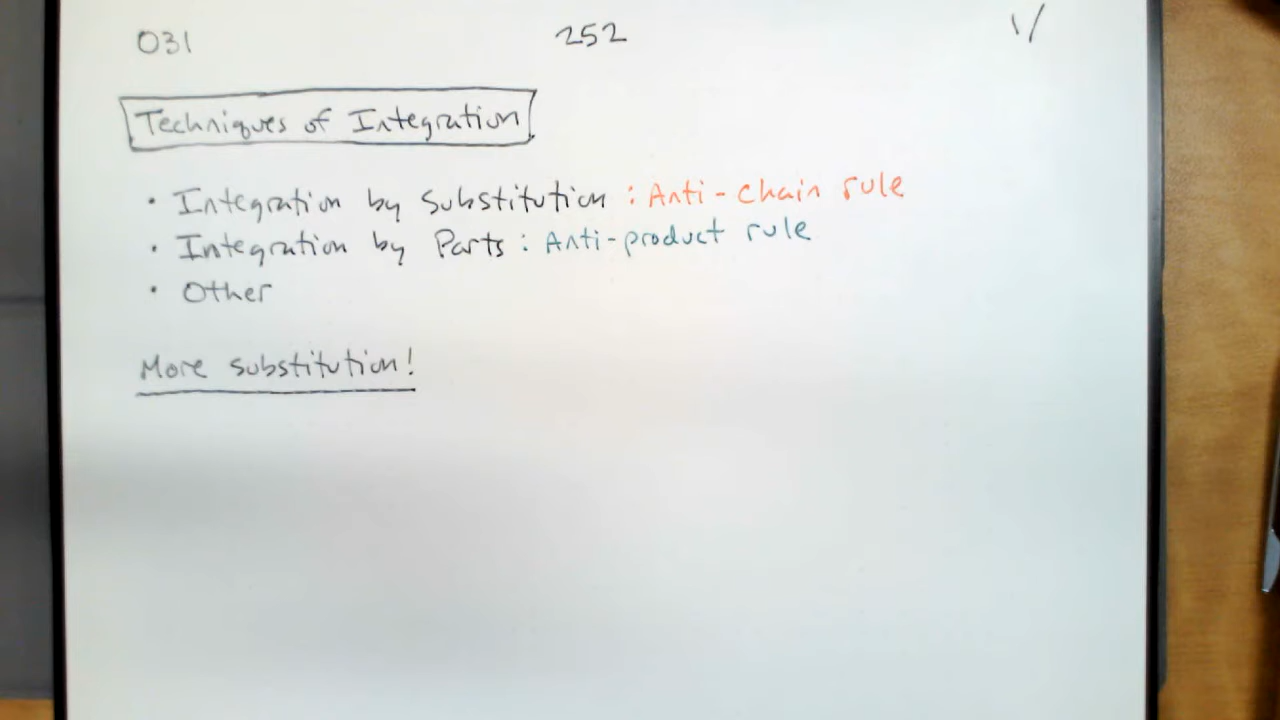 031 252 1/
Techniques of Integration
• Integration by Substitution : Anti-chain rule
• Integration by Parts : Anti-product rule
• Other
More substitution!